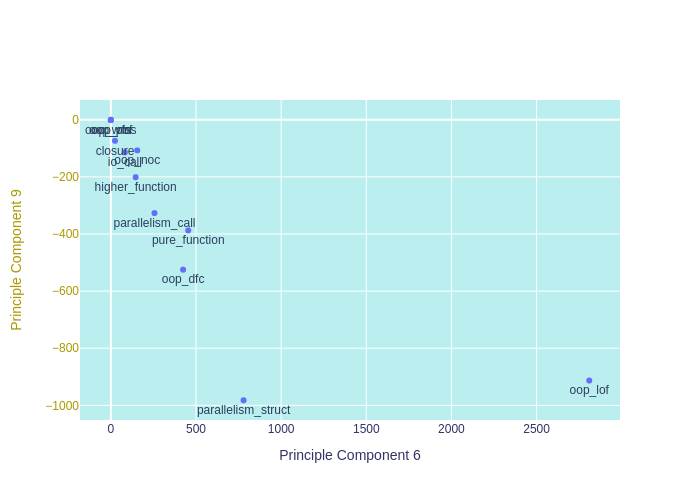 0
closure
io_call
oop_noc
−200
higher_function
parallelism_call
−400
pure_function
oop_dfc
−600
−800
oop_lof
−1000
parallelism_struct
0
500
1000
1500
2000
2500
Principle Component 6
Principle Component 9